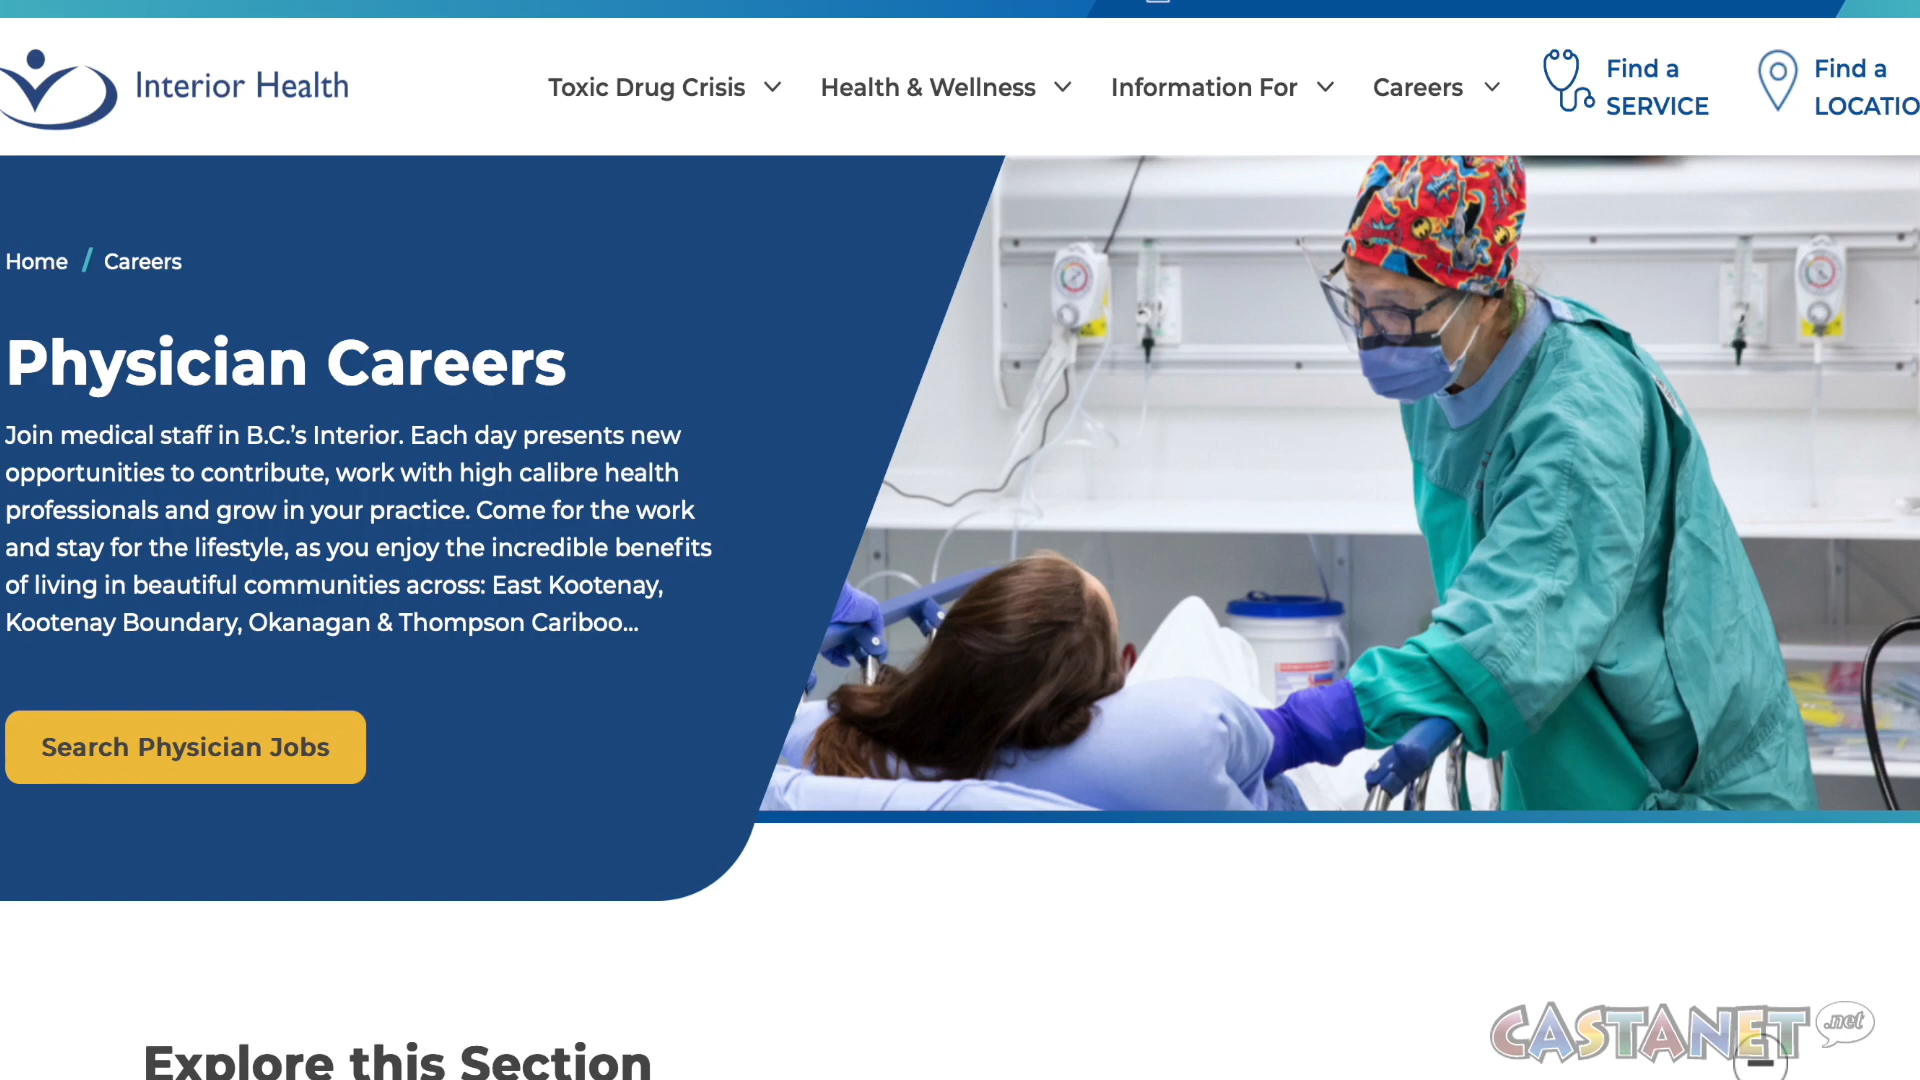 Interior Health
Toxic Drug Crisis
Health & Wellness
Information For
Careers
Find a
SERVICE
Find a
LOCATIO
Home / Careers
Physician Careers
Join medical staff in B.C.'s Interior. Each day presents new
opportunities to contribute, work with high calibre health
professionals and grow in your practice. Come for the work
and stay for the lifestyle, as you enjoy the incredible benefits
of living in beautiful communities across: East Kootenay,
Kootenay Boundary, Okanagan & Thompson Cariboo...
Search Physician Jobs
Explore this Section
CASTANET .net